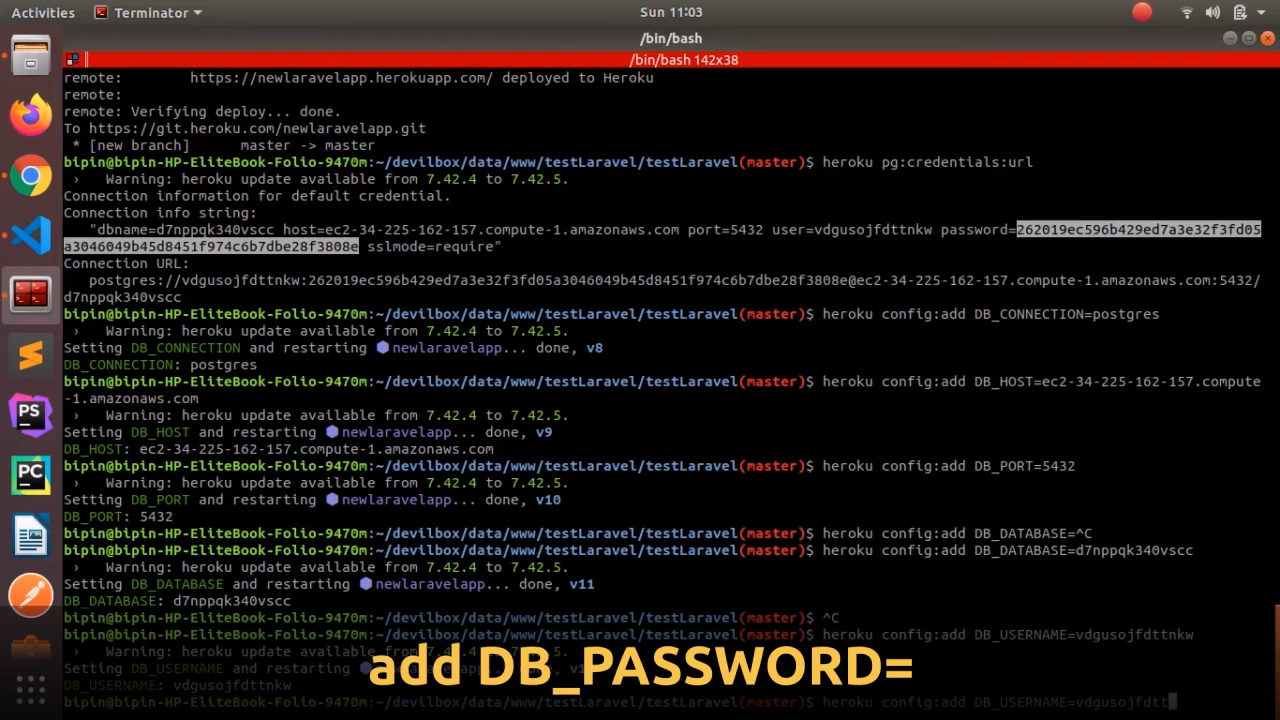 Activities Terminator Sun 11:03
/bin/bash
/bin/bash 142x38
remote: https://newlaravelapp.herokuapp.com/ deployed to Heroku
remote:
remote: Verifying deploy... done.
To https://git.heroku.com/newlaravelapp.git
* [new branch] master -> master
bipin@bipin-HP-EliteBook-Folio-9470m:~/devilbox/data/www/testLaravel/testLaravel(master)$ heroku pg:credentials:url
› Warning: heroku update available from 7.42.4 to 7.42.5.
Connection information for default credential.
Connection info string:
"dbname=d7nppqk340vscc host=ec2-34-225-162-157.compute-1.amazonaws.com port=5432 user=vdgusojfdttnkw password=262019ec596b429ed7a3e32f3fd05
a3046049b45d8451f974c6b7dbe28f3808e sslmode=require"
Connection URL:
postgres://vdgusojfdttnkw:262019ec596b429ed7a3e32f3fd05a3046049b45d8451f974c6b7dbe28f3808e@ec2-34-225-162-157.compute-1.amazonaws.com:5432/
d7nppqk340vscc
bipin@bipin-HP-EliteBook-Folio-9470m:~/devilbox/data/www/testLaravel/testLaravel(master)$ heroku config:add DB_CONNECTION=postgres
› Warning: heroku update available from 7.42.4 to 7.42.5.
Setting DB_CONNECTION and restarting ⬢ newlaravelapp... done, v8
DB_CONNECTION: postgres
bipin@bipin-HP-EliteBook-Folio-9470m:~/devilbox/data/www/testLaravel/testLaravel(master)$ heroku config:add DB_HOST=ec2-34-225-162-157.compute
-1.amazonaws.com
› Warning: heroku update available from 7.42.4 to 7.42.5.
Setting DB_HOST and restarting ⬢ newlaravelapp... done, v9
DB_HOST: ec2-34-225-162-157.compute-1.amazonaws.com
bipin@bipin-HP-EliteBook-Folio-9470m:~/devilbox/data/www/testLaravel/testLaravel(master)$ heroku config:add DB_PORT=5432
› Warning: heroku update available from 7.42.4 to 7.42.5.
Setting DB_PORT and restarting ⬢ newlaravelapp... done, v10
DB_PORT: 5432
bipin@bipin-HP-EliteBook-Folio-9470m:~/devilbox/data/www/testLaravel/testLaravel(master)$ heroku config:add DB_DATABASE=^C
bipin@bipin-HP-EliteBook-Folio-9470m:~/devilbox/data/www/testLaravel/testLaravel(master)$ heroku config:add DB_DATABASE=d7nppqk340vscc
› Warning: heroku update available from 7.42.4 to 7.42.5.
Setting DB_DATABASE and restarting ⬢ newlaravelapp... done, v11
DB_DATABASE: d7nppqk340vscc
bipin@bipin-HP-EliteBook-Folio-9470m:~/devilbox/data/www/testLaravel/testLaravel(master)$ ^C
bipin@bipin-HP-EliteBook-Folio-9470m:~/devilbox/data/www/testLaravel/testLaravel(master)$ heroku config:add DB_USERNAME=vdgusojfdttnkw
› Warning: heroku update available from 7.42.4 to 7.42.5.
Setting DB_USERNAME and restarting
DB_USERNAME: vdgusojfdttnkw
bipin@bipin-HP-EliteBook-Folio-9470m:~/devilbox/data/www/testLaravel/testLaravel(master)$ heroku config:add DB_USERNAME=vdgusojfdtt
add DB_PASSWORD=
PS
PC